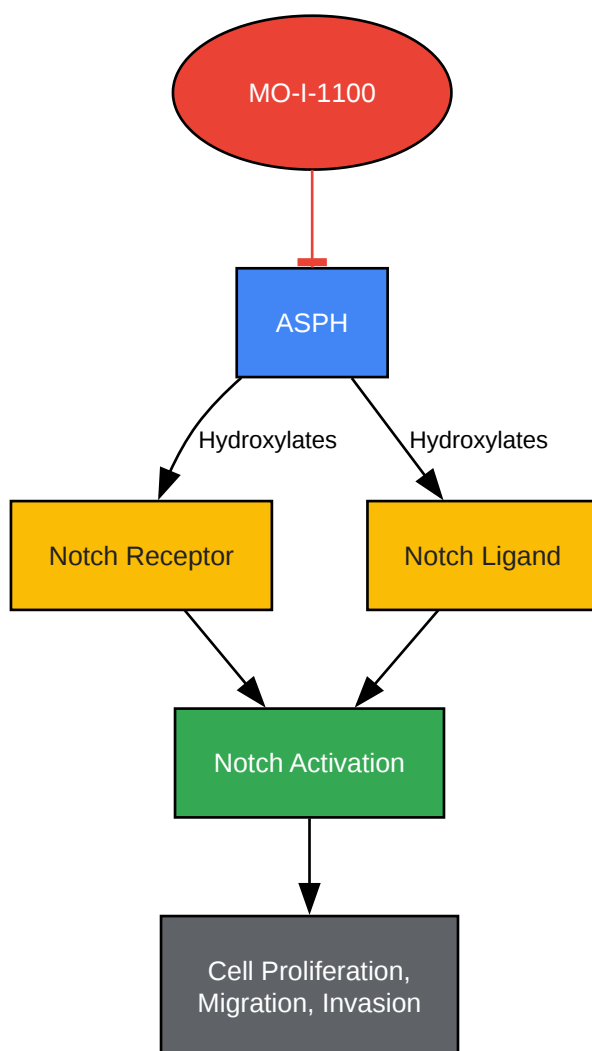 MO-I-1100
ASPH
Hydroxylates
Hydroxylates
Notch Receptor
Notch Ligand
Notch Activation
Cell Proliferation,
Migration, Invasion